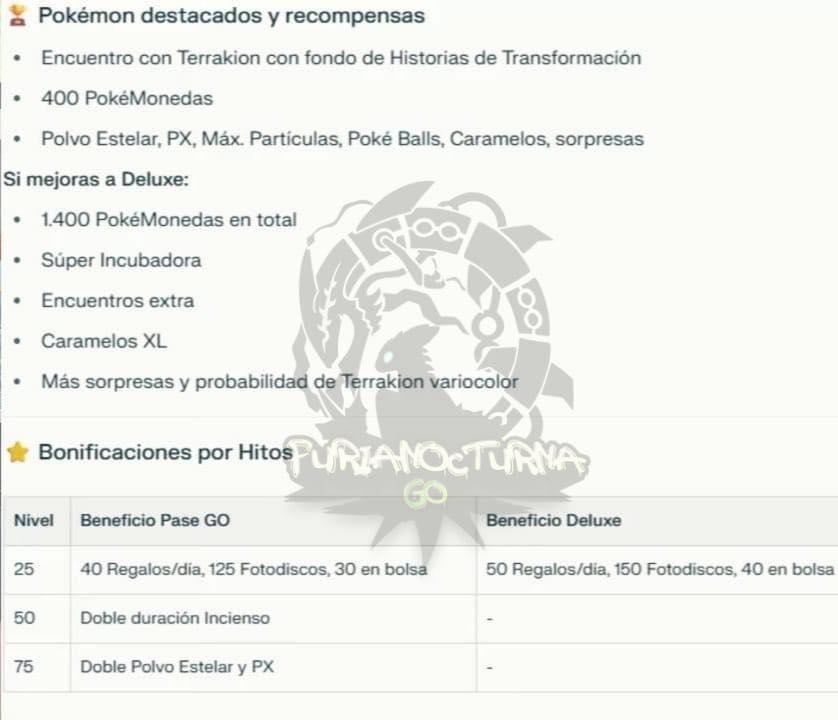 🏆 Pokémon destacados y recompensas
• Encuentro con Terrakion con fondo de Historias de Transformación
• 400 PokéMonedas
• Polvo Estelar, PX, Máx. Partículas, Poké Balls, Caramelos, sorpresas
Si mejoras a Deluxe:
• 1.400 PokéMonedas en total
• Súper Incubadora
• Encuentros extra
• Caramelos XL
• Más sorpresas y probabilidad de Terrakion variocolor
⭐ Bonificaciones por Hitos
FURIANOCTURNA
GO
Nivel Beneficio Pase GO Beneficio Deluxe
25 40 Regalos/día, 125 Fotodiscos, 30 en bolsa 50 Regalos/día, 150 Fotodiscos, 40 en bolsa
50 Doble duración Incienso -
75 Doble Polvo Estelar y PX -